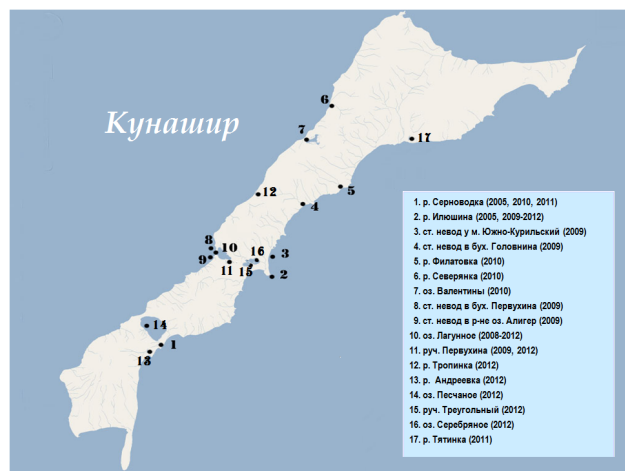 Кунашир
6
7
17
12
5
4
8
10
16
3
9
11
15
2
14
1
13
1. р. Серноводка (2005, 2010, 2011)
2. р. Илюшина (2005, 2009-2012)
3. ст. невод у м. Южно-Курильский (2009)
4. ст. невод в бух. Головнина (2009)
5. р. Филатовка (2010)
6. р. Северянка (2010)
7. оз. Валентины (2010)
8. ст. невод в бух. Первухина (2009)
9. ст. невод в р-не оз. Алигер (2009)
10. оз. Лагунное (2008-2012)
11. руч. Первухина (2009, 2012)
12. р. Тропинка (2012)
13. р. Андреевка (2012)
14. оз. Песчаное (2012)
15. руч. Треугольный (2012)
16. оз. Серебряное (2012)
17. р. Тятинка (2011)